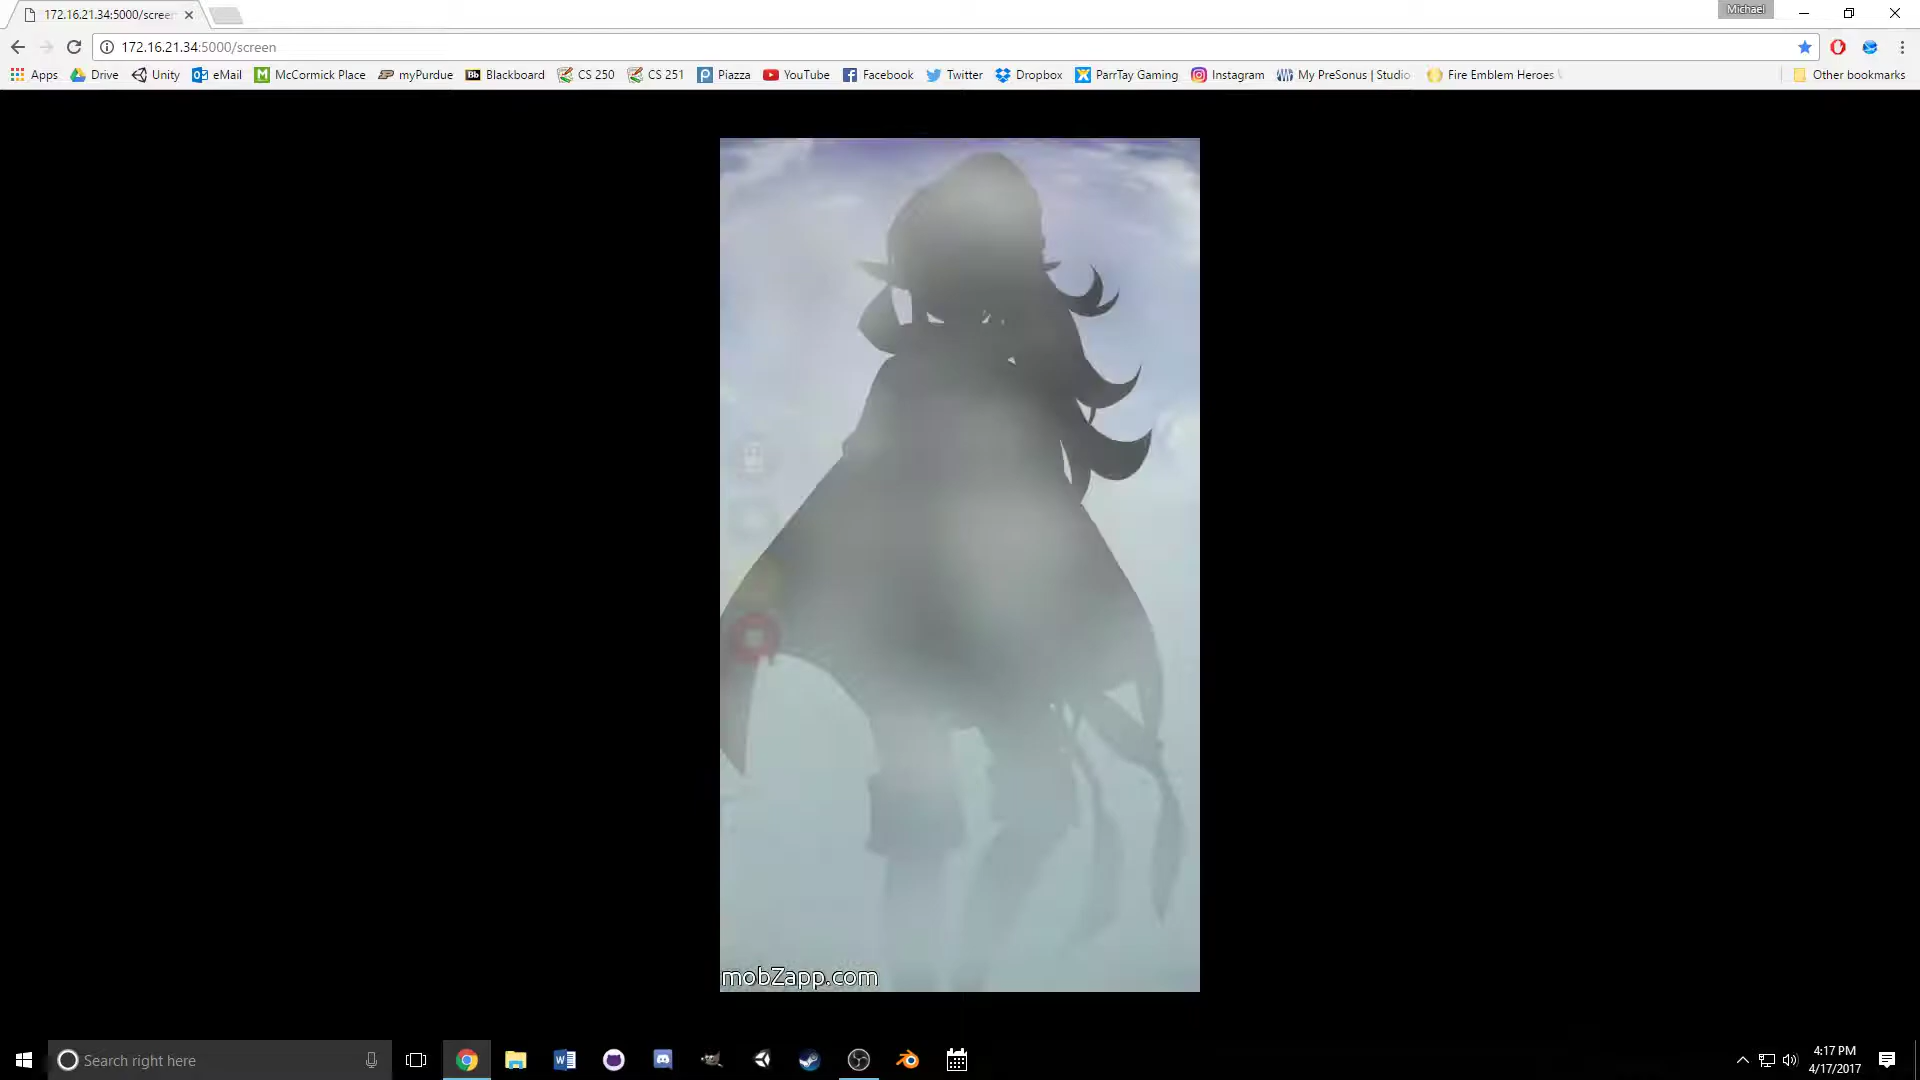 172.16.21.34:5000/scree
Michael
172.16.21.34:5000/screen
Apps Drive Unity eMail McCormick Place myPurdue Blackboard CS 250 CS 251 Piazza YouTube Facebook Twitter Dropbox ParrTay Gaming Instagram My PreSonus | Studio Fire Emblem Heroes Other bookmarks
mobZapp.com
Search right here
4:17 PM
4/17/2017